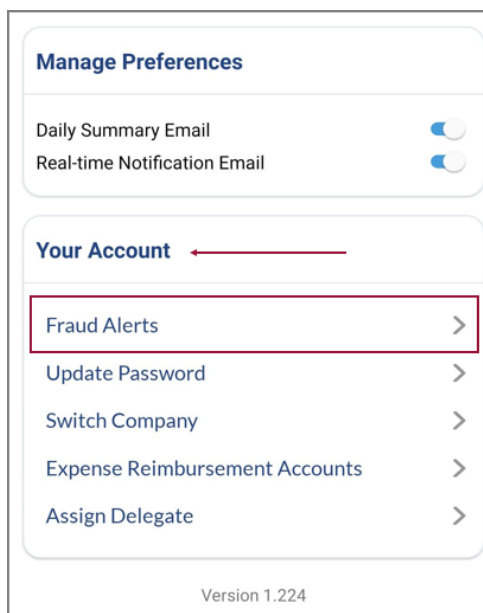 Manage Preferences
Daily Summary Email
Real-time Notification Email
Your Account
Fraud Alerts
Update Password
Switch Company
Expense Reimbursement Accounts
Assign Delegate
Version 1.224